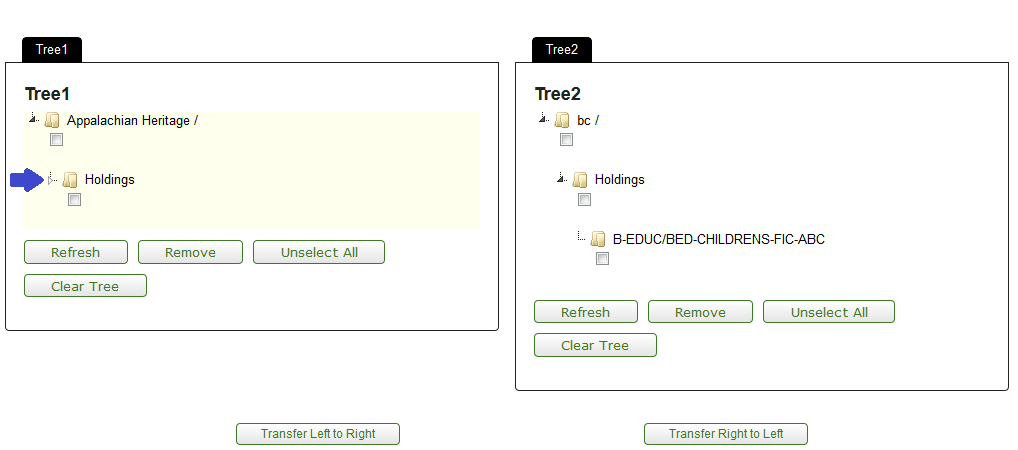 Tree1
Tree1
Appalachian Heritage /
Holdings
Refresh
Remove
Unselect All
Clear Tree
Tree2
Tree2
bc /
Holdings
B-EDUC/BED-CHILDRENS-FIC-ABC
Refresh
Remove
Unselect All
Clear Tree
Transfer Left to Right
Transfer Right to Left